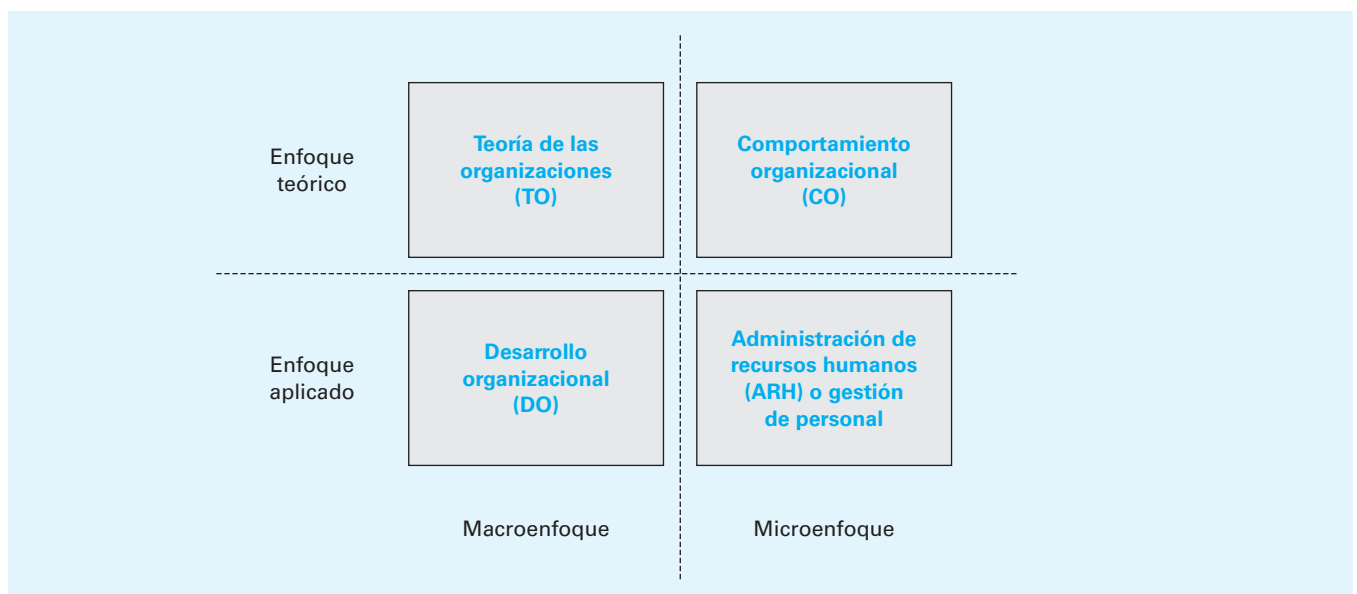 Enfoque
teórico
Teoría de las
organizaciones
(TO)
Comportamiento
organizacional
(CO)
Enfoque
aplicado
Desarrollo
organizacional
(DO)
Administración de
recursos humanos
(ARH) o gestión
de personal
Macroenfoque
Microenfoque